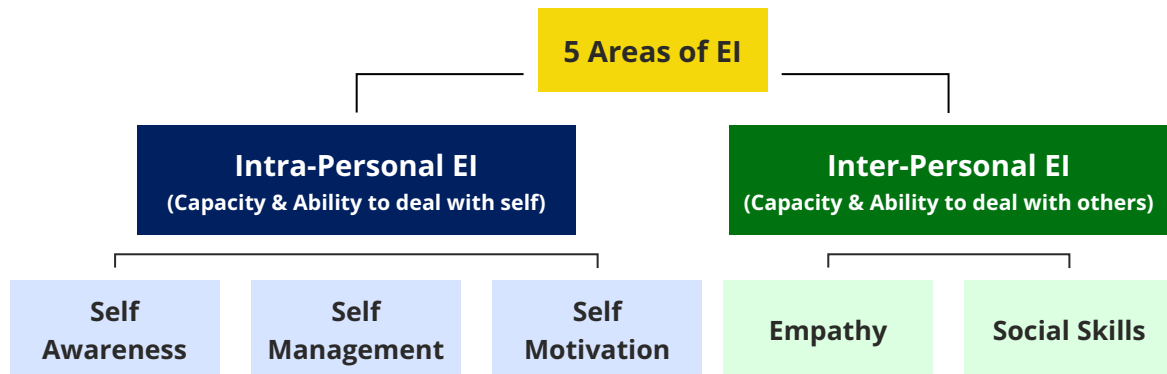 5 Areas of EI
Intra-Personal EI
(Capacity & Ability to deal with self)
Inter-Personal EI
(Capacity & Ability to deal with others)
Self
Awareness
Self
Management
Self
Motivation
Empathy
Social Skills